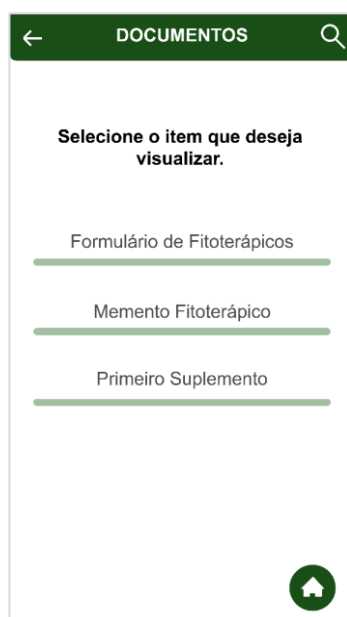 DOCUMENTOS
Selecione o item que deseja
visualizar.
Formulário de Fitoterápicos
Memento Fitoterápico
Primeiro Suplemento